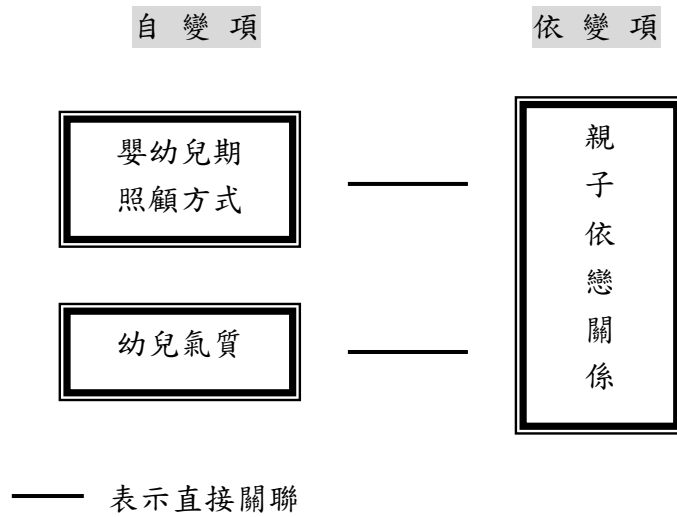 自變項
依變項
嬰幼兒期
照顧方式
幼兒氣質
親子依戀關係
表示直接關聯